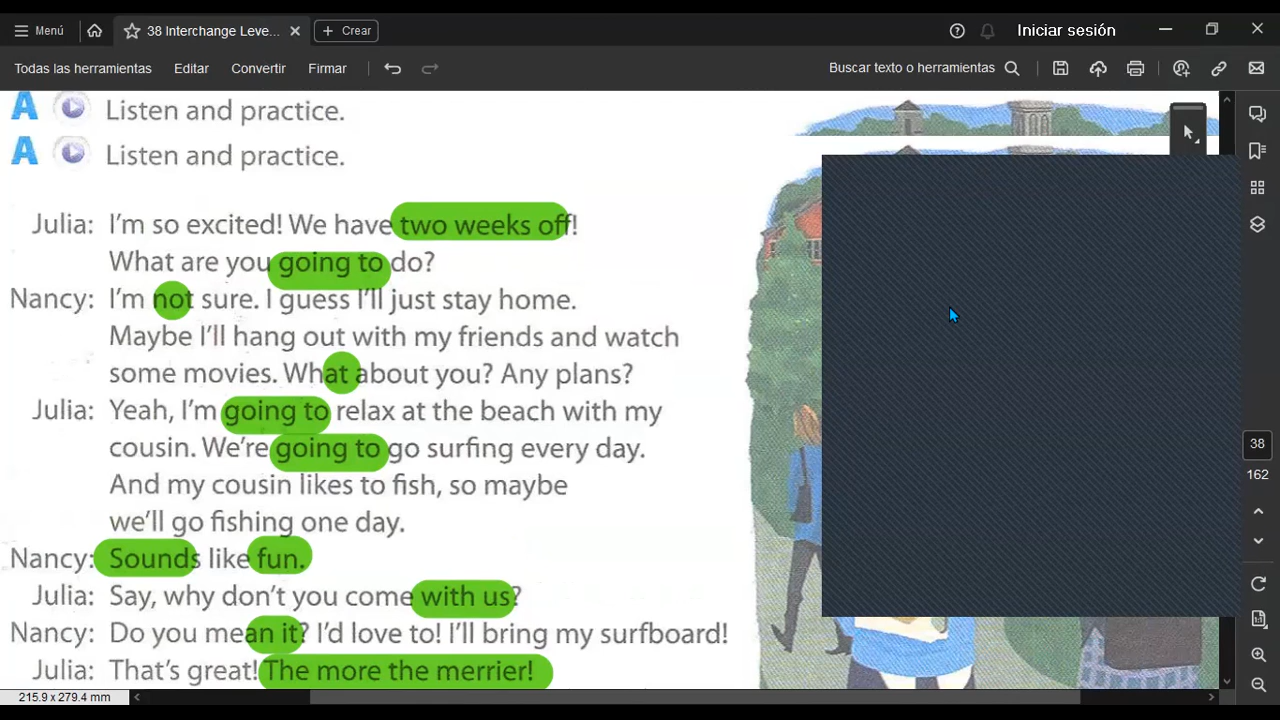 Menú
38 Interchange Leve...
Crear
Iniciar sesión
Todas las herramientas
Editar
Convertir
Firmar
Buscar texto o herramientas
A Listen and practice.
A Listen and practice.
Julia: I'm so excited! We have two weeks off!
What are you going to do?
Nancy: I'm not sure. I guess I'll just stay home.
Maybe I'll hang out with my friends and watch
some movies. What about you? Any plans?
Julia: Yeah, I'm going to relax at the beach with my
cousin. We're going to go surfing every day.
And my cousin likes to fish, so maybe
we'll go fishing one day.
Nancy: Sounds like fun.
Julia: Say, why don't you come with us?
Nancy: Do you mean it? I'd love to! I'll bring my surfboard!
Julia: That's great! The more the merrier!
38
162
215.9 x 279.4 mm